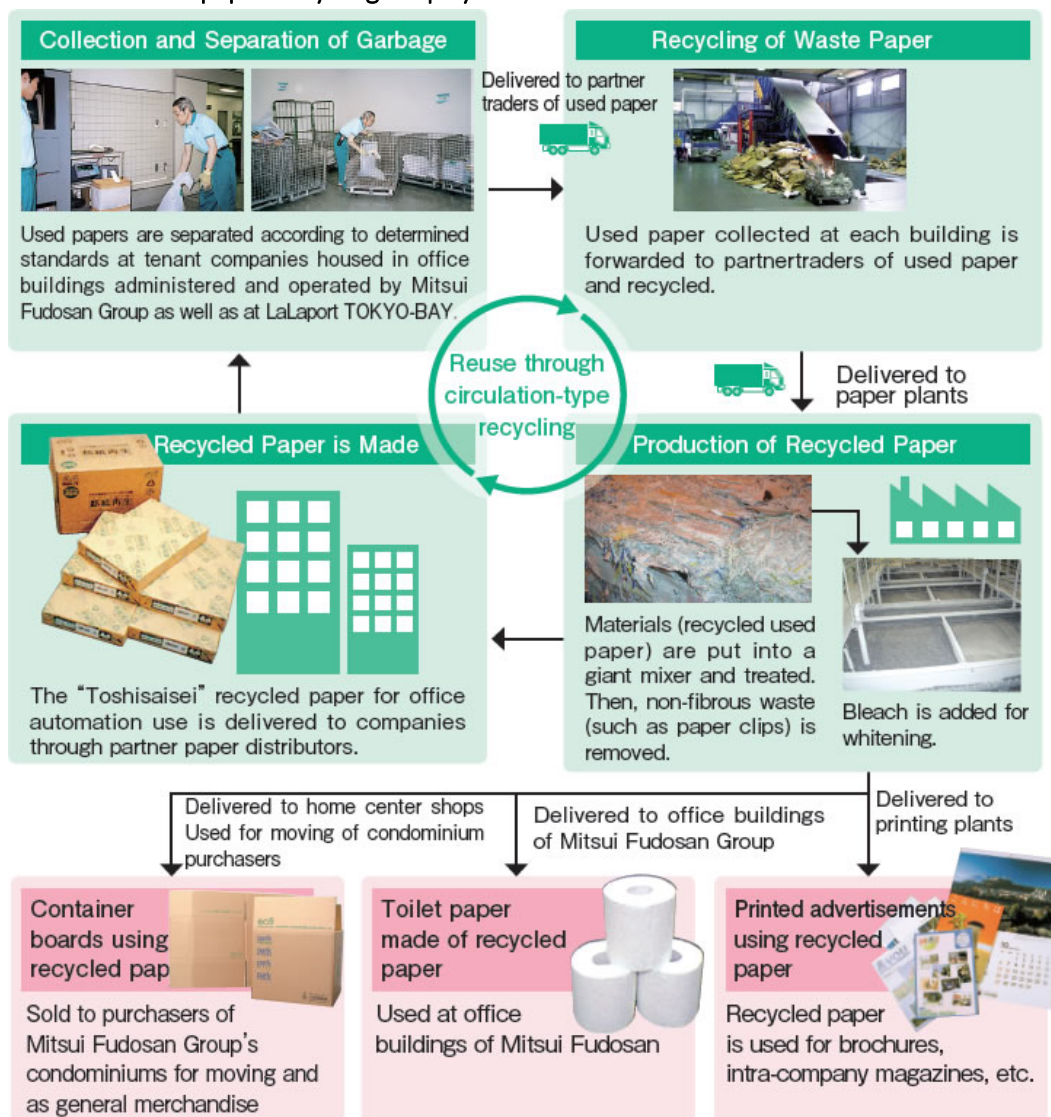 Collection and Separation of Garbage
Used papers are separated according to determined
standards at tenant companies housed in office
buildings administered and operated by Mitsui
Fudosan Group as well as at LaLaport TOKYO-BAY.
Delivered to partner
traders of used paper
Recycling of Waste Paper
Used paper collected at each building is
forwarded to partnertraders of used paper
and recycled.
Reuse through
circulation-type
recycling
Delivered to
paper plants
Recycled Paper is Made
The “Toshisaisei” recycled paper for office
automation use is delivered to companies
through partner paper distributors.
Production of Recycled Paper
Materials (recycled used
paper) are put into a
giant mixer and treated.
Then, non-fibrous waste
(such as paper clips) is
removed.
Bleach is added for
whitening.
Delivered to home center shops
Used for moving of condominium
purchasers
Delivered to office buildings
of Mitsui Fudosan Group
Delivered to
printing plants
Container
boards using
recycled pap
Sold to purchasers of
Mitsui Fudosan Group’s
condominiums for moving and
as general merchandise
Toilet paper
made of recycled
paper
Used at office
buildings of Mitsui Fudosan
Printed advertisements
using recycled
paper
Recycled paper
is used for brochures,
intra-company magazines, etc.